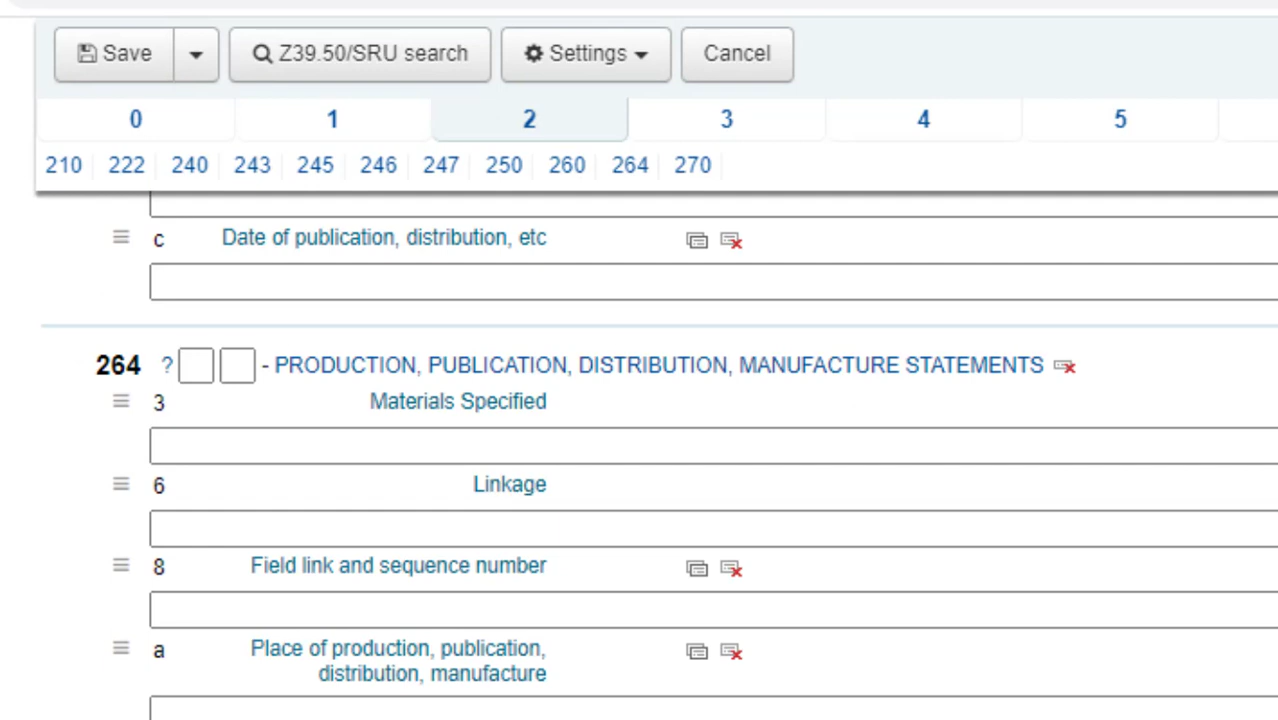 Save Z39.50/SRU search Settings Cancel
0 1 2 3 4 5
210 222 240 243 245 246 247 250 260 264 270
c Date of publication, distribution, etc
264 ? - PRODUCTION, PUBLICATION, DISTRIBUTION, MANUFACTURE STATEMENTS
3 Materials Specified
6 Linkage
8 Field link and sequence number
a Place of production, publication,
distribution, manufacture